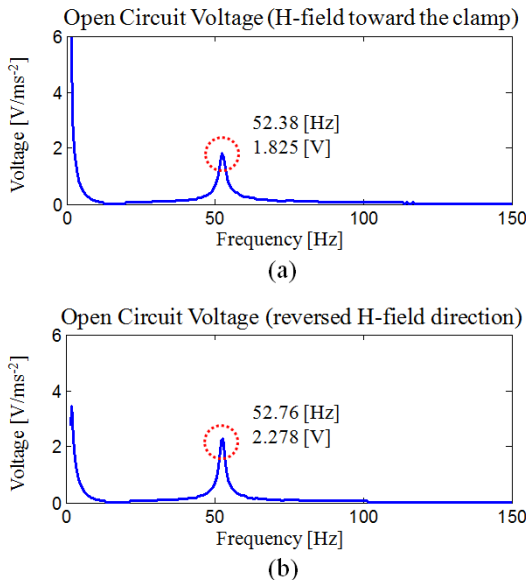 Open Circuit Voltage (H-field toward the clamp)
6
4
2
0
Voltage [V/ms⁻²]
52.38 [Hz]
1.825 [V]
0 50 100 150
Frequency [Hz]
(a)
Open Circuit Voltage (reversed H-field direction)
6
4
2
0
Voltage [V/ms⁻²]
52.76 [Hz]
2.278 [V]
0 50 100 150
Frequency [Hz]
(b)